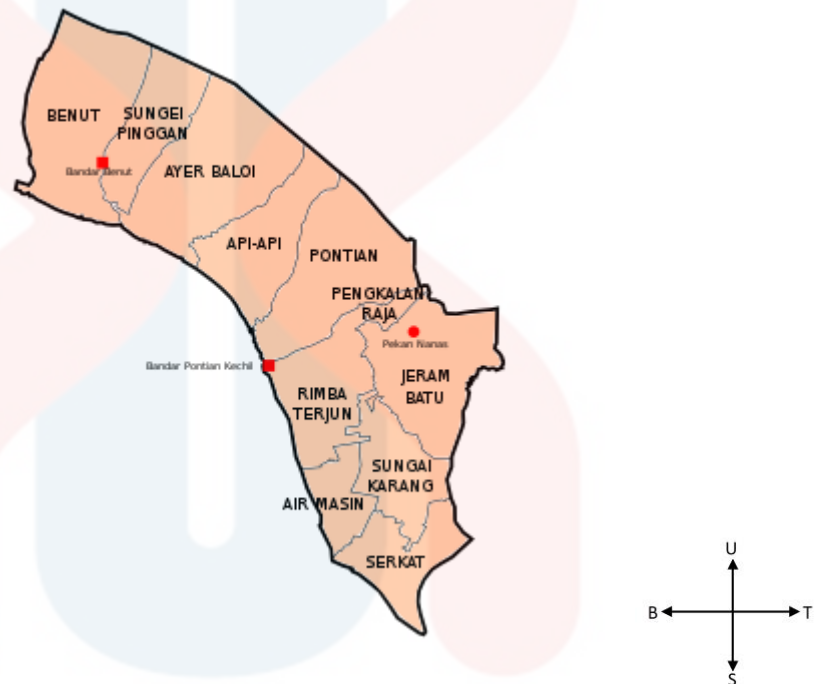 BENUT
SUNGEI
PINGGAN
Bandar Benut
AYER BALOI
API-API
PONTIAN
PENGKALAN
RAJA
Pekan Nanas
Bandar Pontian Kechil
JERAM
BATU
RIMBA
TERJUN
SUNGAI
KARANG
AIR MASIN
SERKAT
U
B
T
S